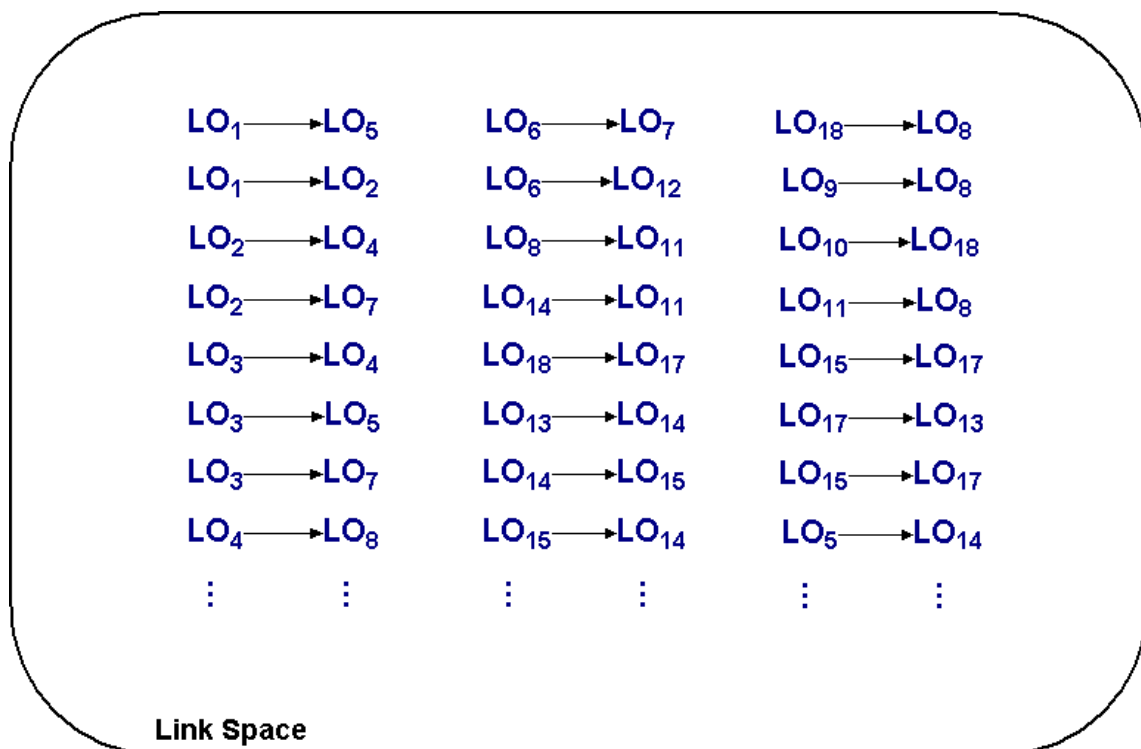 LO₁→LO₅ LO₆→LO₇ LO₁₈→LO₈
LO₁→LO₂ LO₆→LO₁₂ LO₉→LO₈
LO₂→LO₄ LO₈→LO₁₁ LO₁₀→LO₁₈
LO₂→LO₇ LO₁₄→LO₁₁ LO₁₁→LO₈
LO₃→LO₄ LO₁₈→LO₁₇ LO₁₅→LO₁₇
LO₃→LO₅ LO₁₃→LO₁₄ LO₁₇→LO₁₃
LO₃→LO₇ LO₁₄→LO₁₅ LO₁₅→LO₁₇
LO₄→LO₈ LO₁₅→LO₁₄ LO₅→LO₁₄
⋮ ⋮ ⋮ ⋮ ⋮ ⋮
Link Space